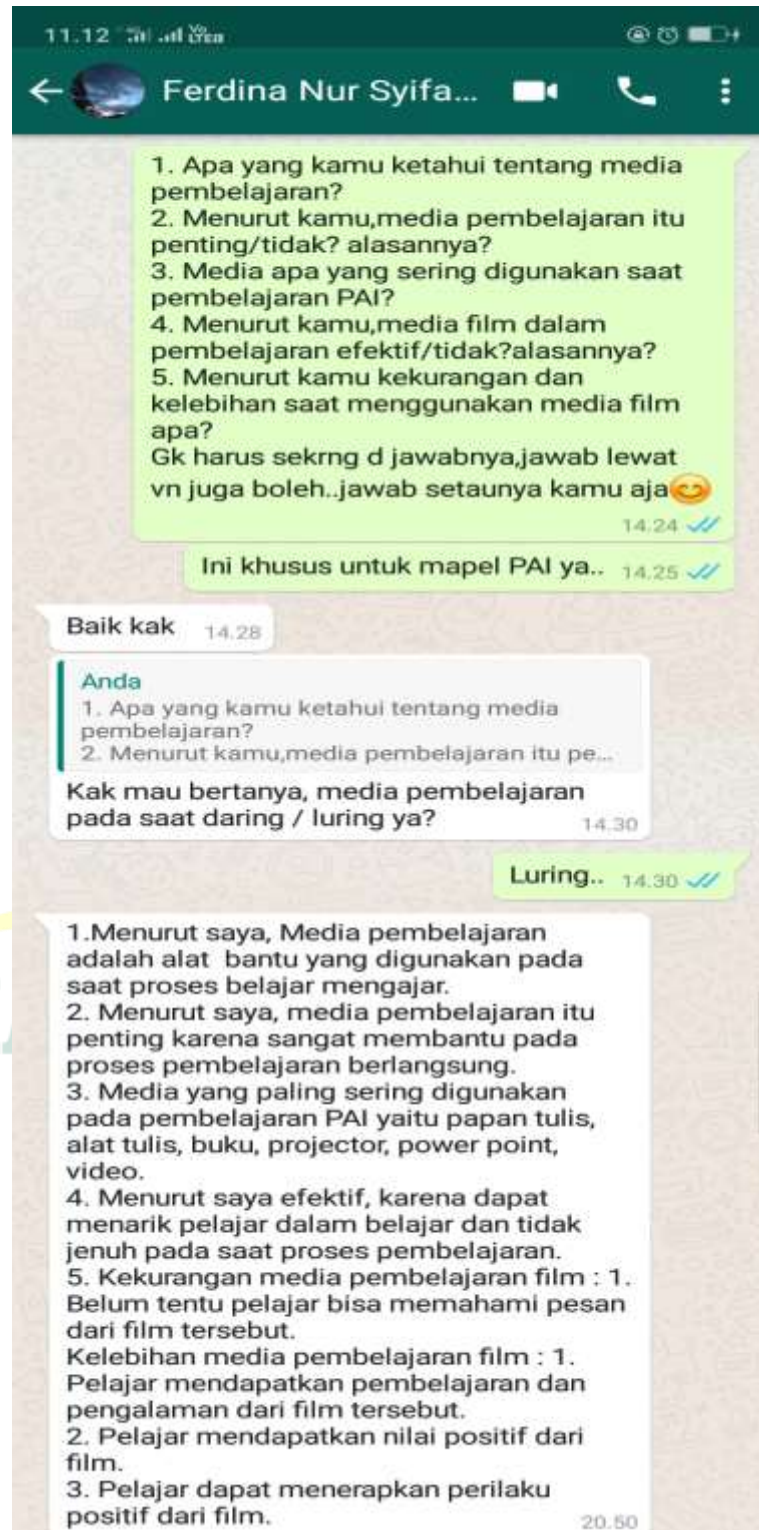 11.12
Ferdina Nur Syifa...
1. Apa yang kamu ketahui tentang media
pembelajaran?
2. Menurut kamu,media pembelajaran itu
penting/tidak? alasannya?
3. Media apa yang sering digunakan saat
pembelajaran PAI?
4. Menurut kamu,media film dalam
pembelajaran efektif/tidak?alasannya?
5. Menurut kamu kekurangan dan
kelebihan saat menggunakan media film
apa?
Gk harus sekrng d jawabnya,jawab lewat
vn juga boleh..jawab setaunya kamu aja😊
14.24
Ini khusus untuk mapel PAI ya.. 14.25
Baik kak 14.28
Anda
1. Apa yang kamu ketahui tentang media
pembelajaran?
2. Menurut kamu,media pembelajaran itu pe...
Kak mau bertanya, media pembelajaran
pada saat daring / luring ya? 14.30
Luring.. 14.30
1.Menurut saya, Media pembelajaran
adalah alat bantu yang digunakan pada
saat proses belajar mengajar.
2. Menurut saya, media pembelajaran itu
penting karena sangat membantu pada
proses pembelajaran berlangsung.
3. Media yang paling sering digunakan
pada pembelajaran PAI yaitu papan tulis,
alat tulis, buku, projector, power point,
video.
4. Menurut saya efektif, karena dapat
menarik pelajar dalam belajar dan tidak
jenuh pada saat proses pembelajaran.
5. Kekurangan media pembelajaran film : 1.
Belum tentu pelajar bisa memahami pesan
dari film tersebut.
Kelebihan media pembelajaran film : 1.
Pelajar mendapatkan pembelajaran dan
pengalaman dari film tersebut.
2. Pelajar mendapatkan nilai positif dari
film.
3. Pelajar dapat menerapkan perilaku
positif dari film. 20.50